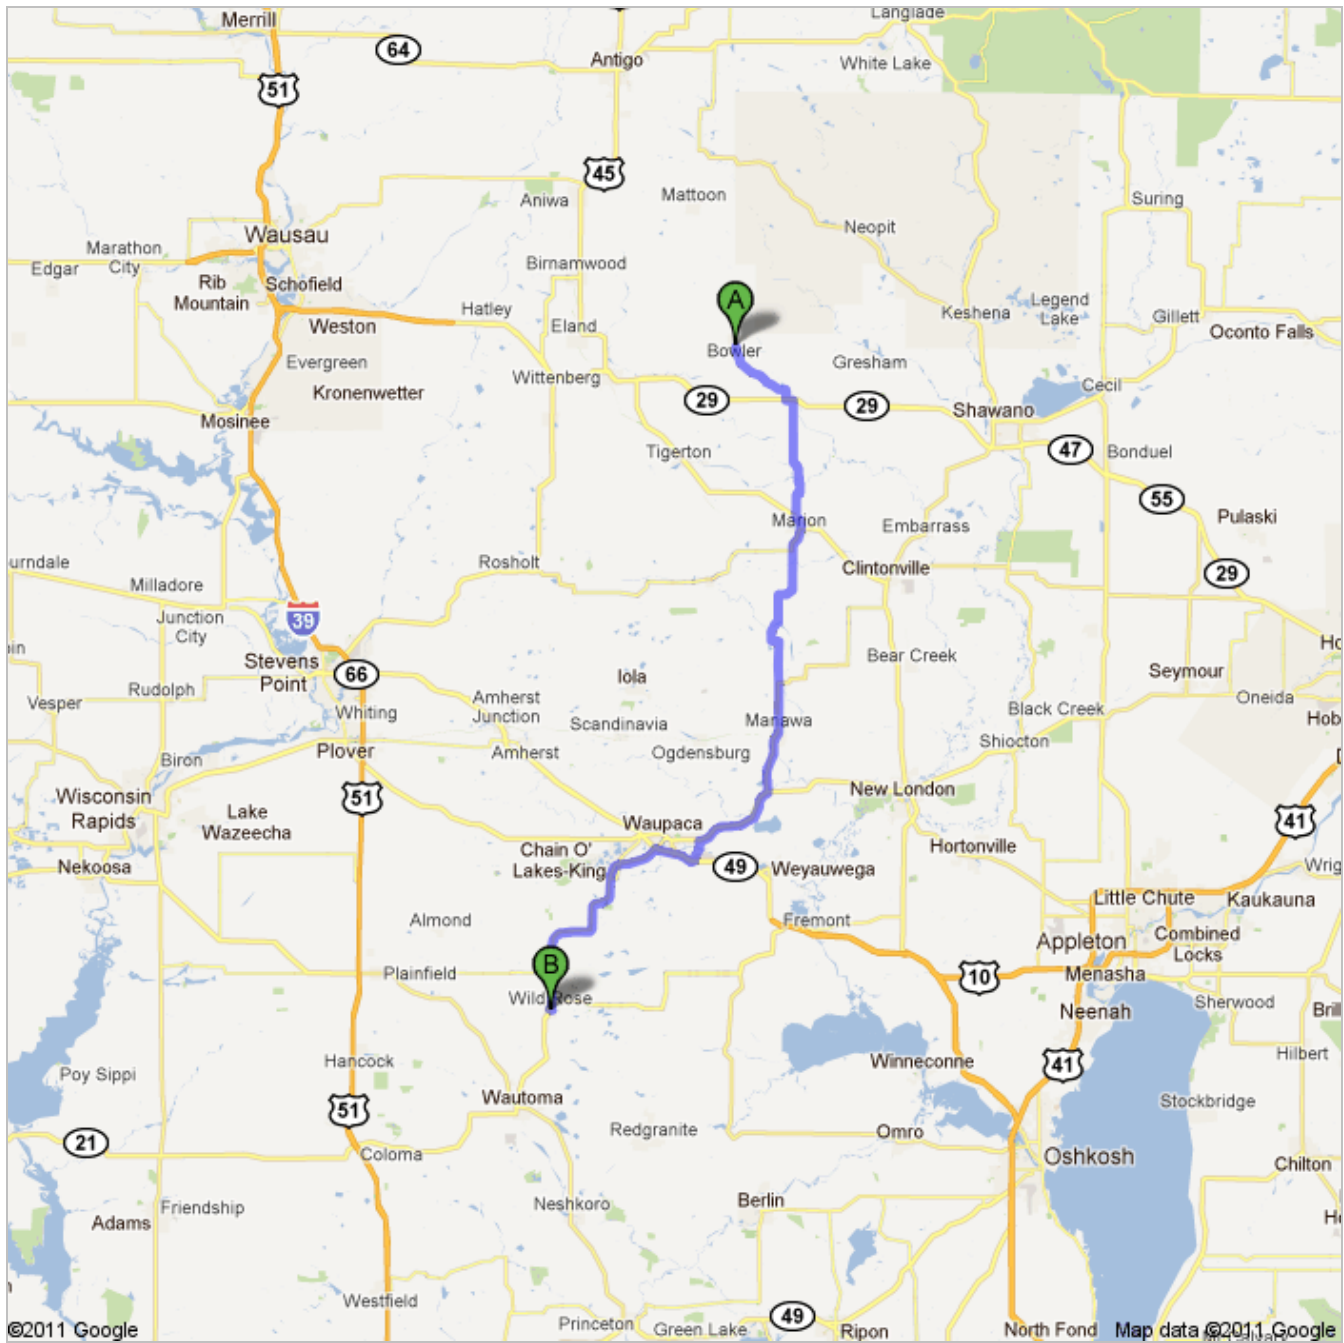 Merrill
Langlade
64
Antigo
White Lake
51
45
Aniwa
Mattoon
Suring
Neopit
Wausau
Marathon
City
Edgar
Birnamwood
Rib
Mountain
Schofield
A
Hatley
Weston
Eland
Keshena
Legend
Lake
Gillett
Oconto Falls
Bowler
Evergreen
Gresham
Wittenberg
Kronenwetter
Cecil
29
29
Shawano
Mosinee
47
Tigerton
Bonduel
55
Marion
Embarrass
Pulaski
Rosholt
urndale
Clintonville
29
Milladore
Junction
City
39
Bear Creek
Stevens
Point
66
Iola
Seymour
Rudolph
Vesper
Amherst
Junction
Oneida
Whiting
Scandinavia
Manawa
Black Creek
Hob
Plover
Amherst
Ogdensburg
Shiocton
Biron
Wisconsin
Rapids
51
New London
Lake
Wazeecha
Waupaca
41
Chain O'
Lakes-King
Hortonville
Nekoosa
49
Weyauwega
Wrig
Little Chute
Kaukauna
Almond
Fremont
Appleton
Combined
Locks
B
Plainfield
10
Menasha
Wild Rose
Sherwood
Neenah
Bril
Hancock
Winneconne
41
Hilbert
Poy Sippi
Wautoma
51
Stockbridge
Redgranite
21
Omro
Coloma
Oshkosh
Chilton
Friendship
Neshkoro
Berlin
Adams
Westfield
49
©2011 Google
Princeton
Green Lake
Ripon
North Fond
Map data ©2011 Google